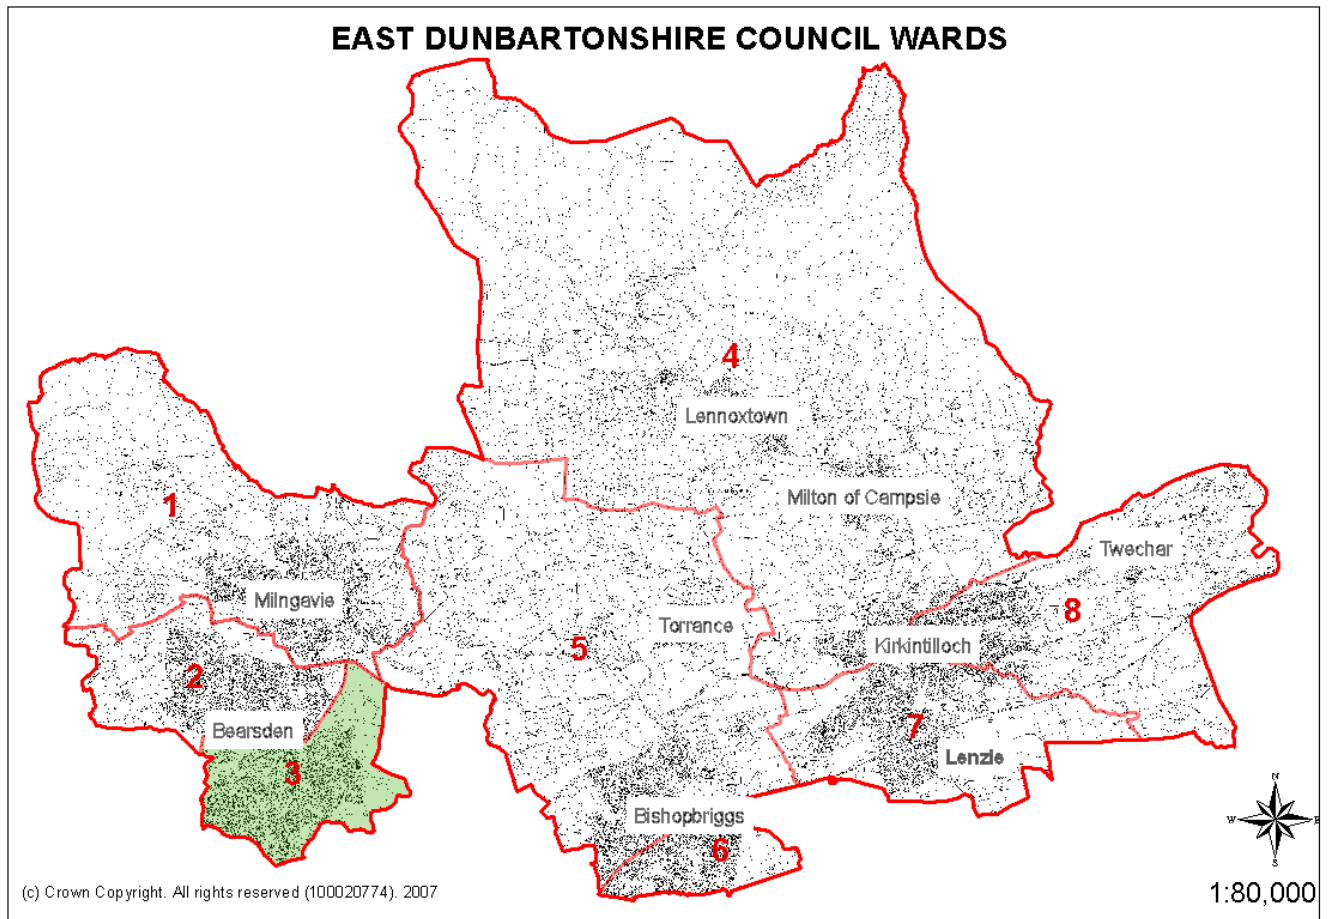 EAST DUNBARTONSHIRE COUNCIL WARDS
4
Lennoxtown
1
Milton of Campsie
Twechar
Milngavie
8
Torrance
5
Kirkintilloch
2
Bearsden
7
Lenzie
3
N
W
E
S
Bishopbriggs
6
(c) Crown Copyright. All rights reserved (100020774). 2007
1:80,000